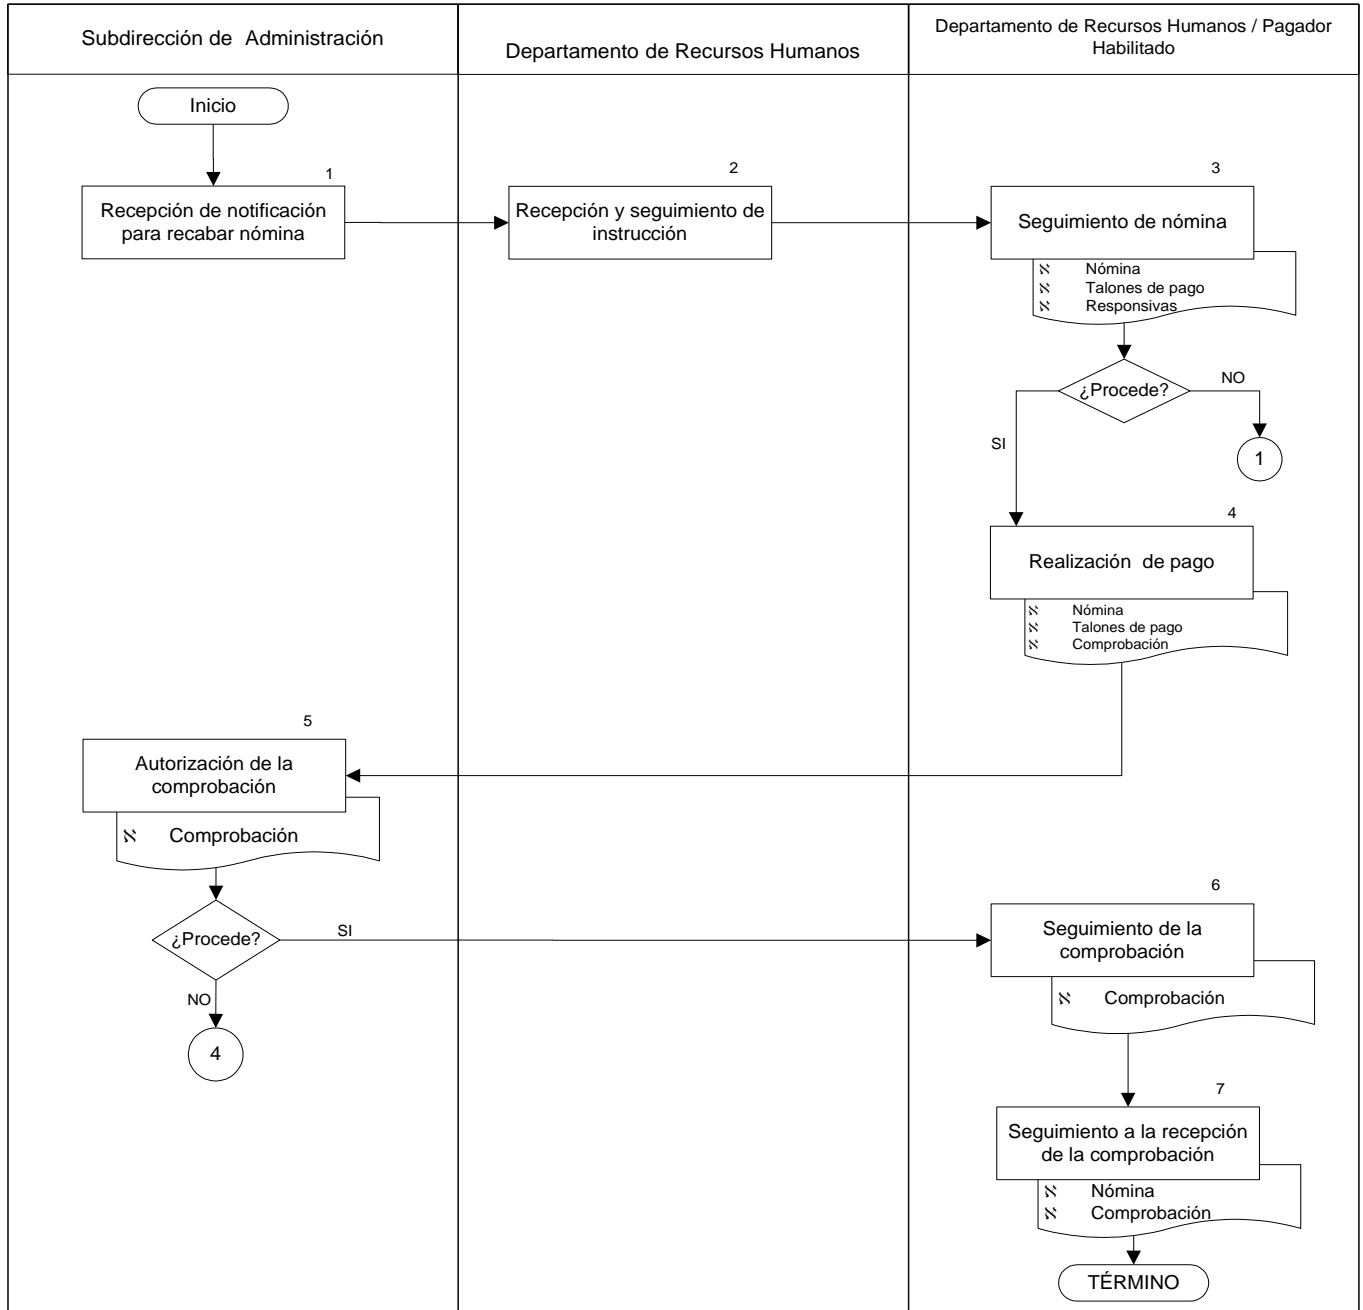 Subdirección de Administración
Departamento de Recursos Humanos
Departamento de Recursos Humanos / Pagador
Habilitado
Inicio
1
Recepción de notificación
para recabar nómina
2
Recepción y seguimiento de
instrucción
3
Seguimiento de nómina
ℵ Nómina
ℵ Talones de pago
ℵ Responsivas
¿Procede?
NO
SI
1
4
Realización de pago
ℵ Nómina
ℵ Talones de pago
ℵ Comprobación
5
Autorización de la
comprobación
ℵ Comprobación
¿Procede?
SI
NO
4
6
Seguimiento de la
comprobación
ℵ Comprobación
7
Seguimiento a la recepción
de la comprobación
ℵ Nómina
ℵ Comprobación
TÉRMINO